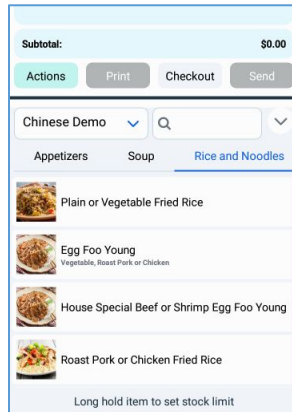 Subtotal: $0.00
Actions Print Checkout Send
Chinese Demo
Appetizers Soup Rice and Noodles
Plain or Vegetable Fried Rice
Egg Foo Young
Vegetable, Roast Pork or Chicken
House Special Beef or Shrimp Egg Foo Young
Roast Pork or Chicken Fried Rice
Long hold item to set stock limit